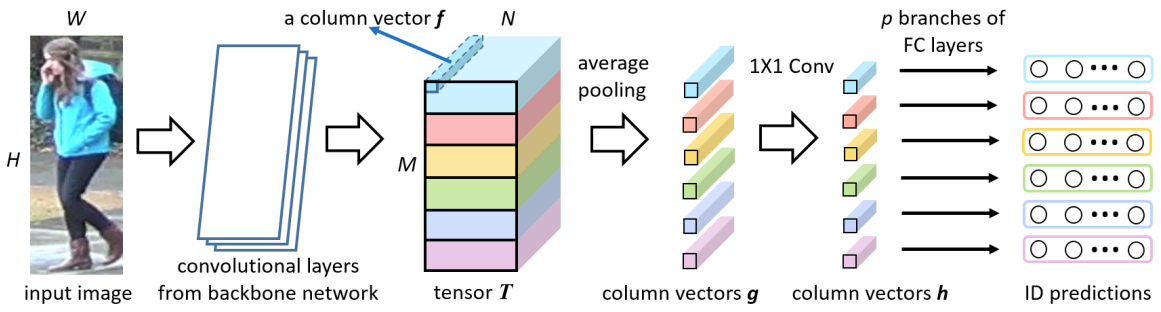 W
a column vector f
N
p branches of
FC layers
average
pooling
1X1 Conv
H
M
convolutional layers
from backbone network
input image
tensor T
column vectors g
column vectors h
ID predictions